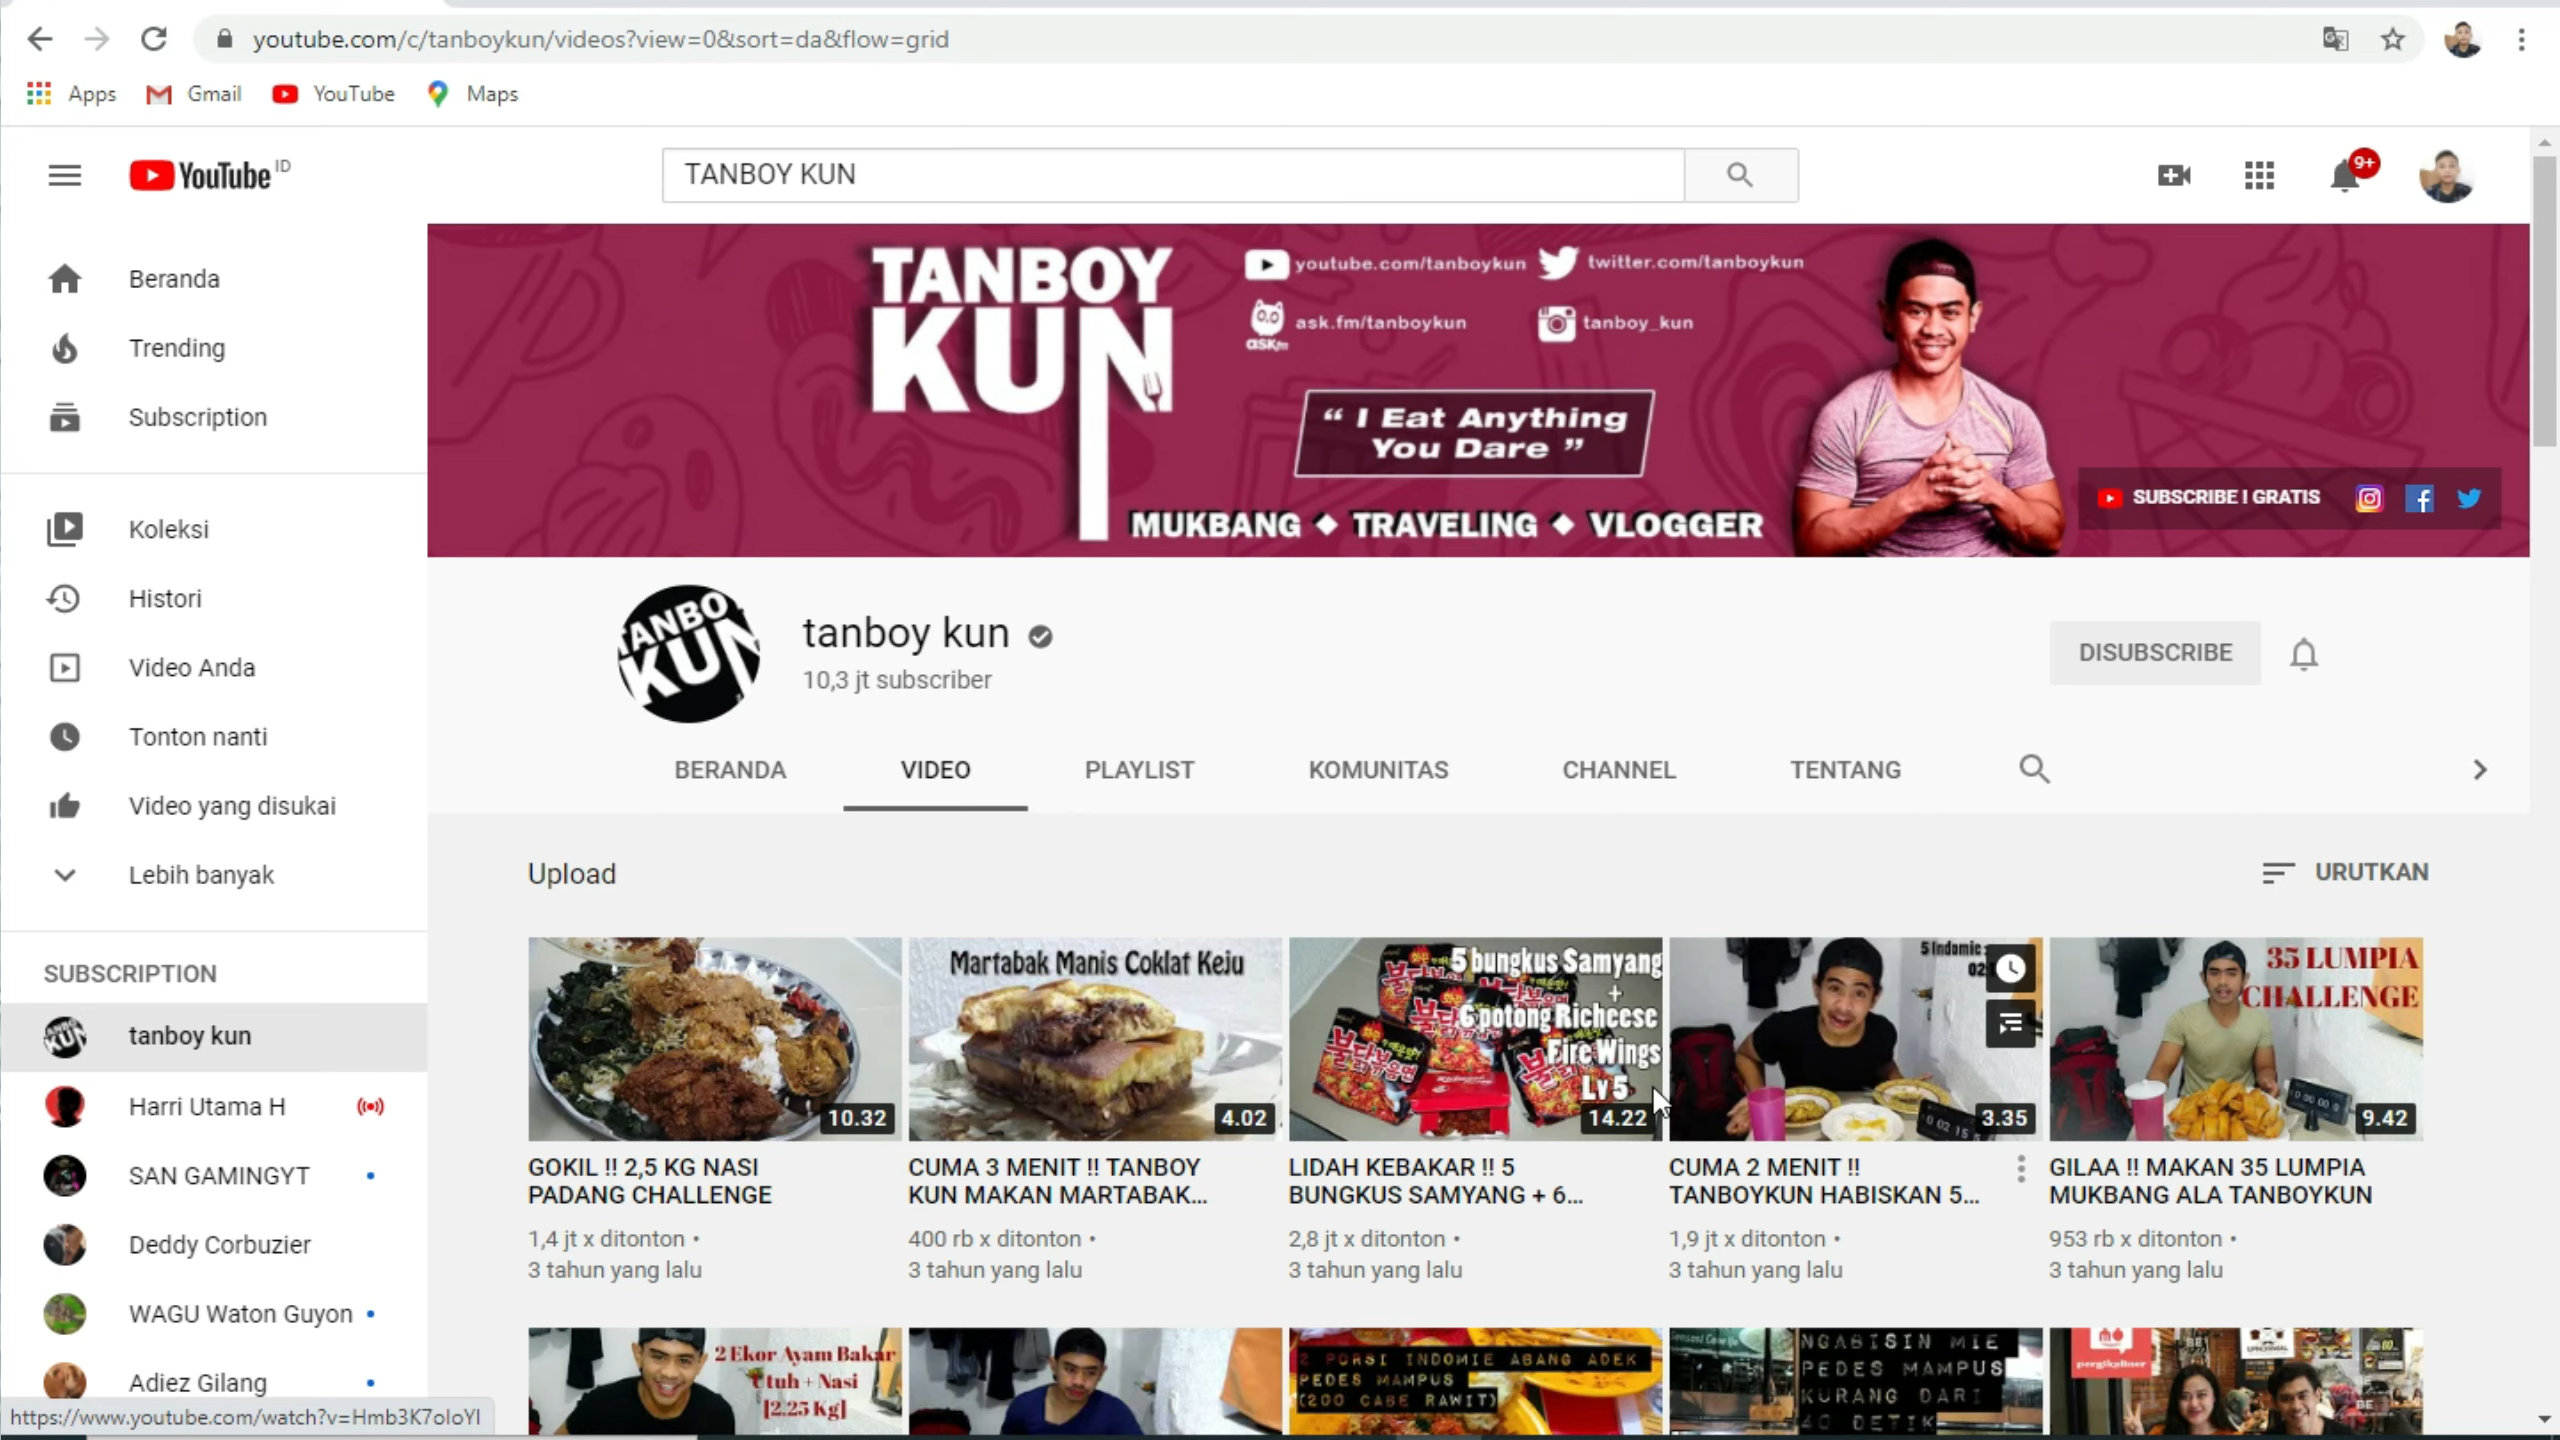 youtube.com/c/tanboykun/videos?view=0&sort=da&flow=grid
Apps
Gmail
YouTube
Maps
YouTube ID
TANBOY KUN
9+
Beranda
Trending
Subscription
Koleksi
Histori
Video Anda
Tonton nanti
Video yang disukai
Lebih banyak
SUBSCRIPTION
tanboy kun
Harri Utama H
SAN GAMINGYT
Deddy Corbuzier
WAGU Waton Guyon
Adiez Gilang
https://www.youtube.com/watch?v=Hmb3K7oloYI
TANBOY
KUN
youtube.com/tanboykun
twitter.com/tanboykun
ask.fm/tanboykun
tanboy_kun
“ I Eat Anything
You Dare ”
MUKBANG ◆ TRAVELING ◆ VLOGGER
SUBSCRIBE ! GRATIS
tanboy kun
10,3 jt subscriber
DISUBSCRIBE
BERANDA
VIDEO
PLAYLIST
KOMUNITAS
CHANNEL
TENTANG
Upload
URUTKAN
10.32
GOKIL !! 2,5 KG NASI
PADANG CHALLENGE
1,4 jt x ditonton •
3 tahun yang lalu
Martabak Manis Coklat Keju
4.02
CUMA 3 MENIT !! TANBOY
KUN MAKAN MARTABAK...
400 rb x ditonton •
3 tahun yang lalu
5 bungkus Samyang
+
6 potong Richeese
Fire Wings
Lv 5
14.22
LIDAH KEBAKAR !! 5
BUNGKUS SAMYANG + 6...
2,8 jt x ditonton •
3 tahun yang lalu
5 Indomie
3.35
CUMA 2 MENIT !!
TANBOYKUN HABISKAN 5...
1,9 jt x ditonton •
3 tahun yang lalu
35 LUMPIA
CHALLENGE
9.42
GILAA !! MAKAN 35 LUMPIA
MUKBANG ALA TANBOYKUN
953 rb x ditonton •
3 tahun yang lalu
2 Ekor Ayam Bakar
Utuh + Nasi
[2.25 Kg]
2 PORSI INDOMIE ABANG ADEK
PEDES MAMPUS
(200 CABE RAWIT)
NGABISIN MIE
PEDES MAMPUS
KURANG DARI
40 DETIK
pergikuliner